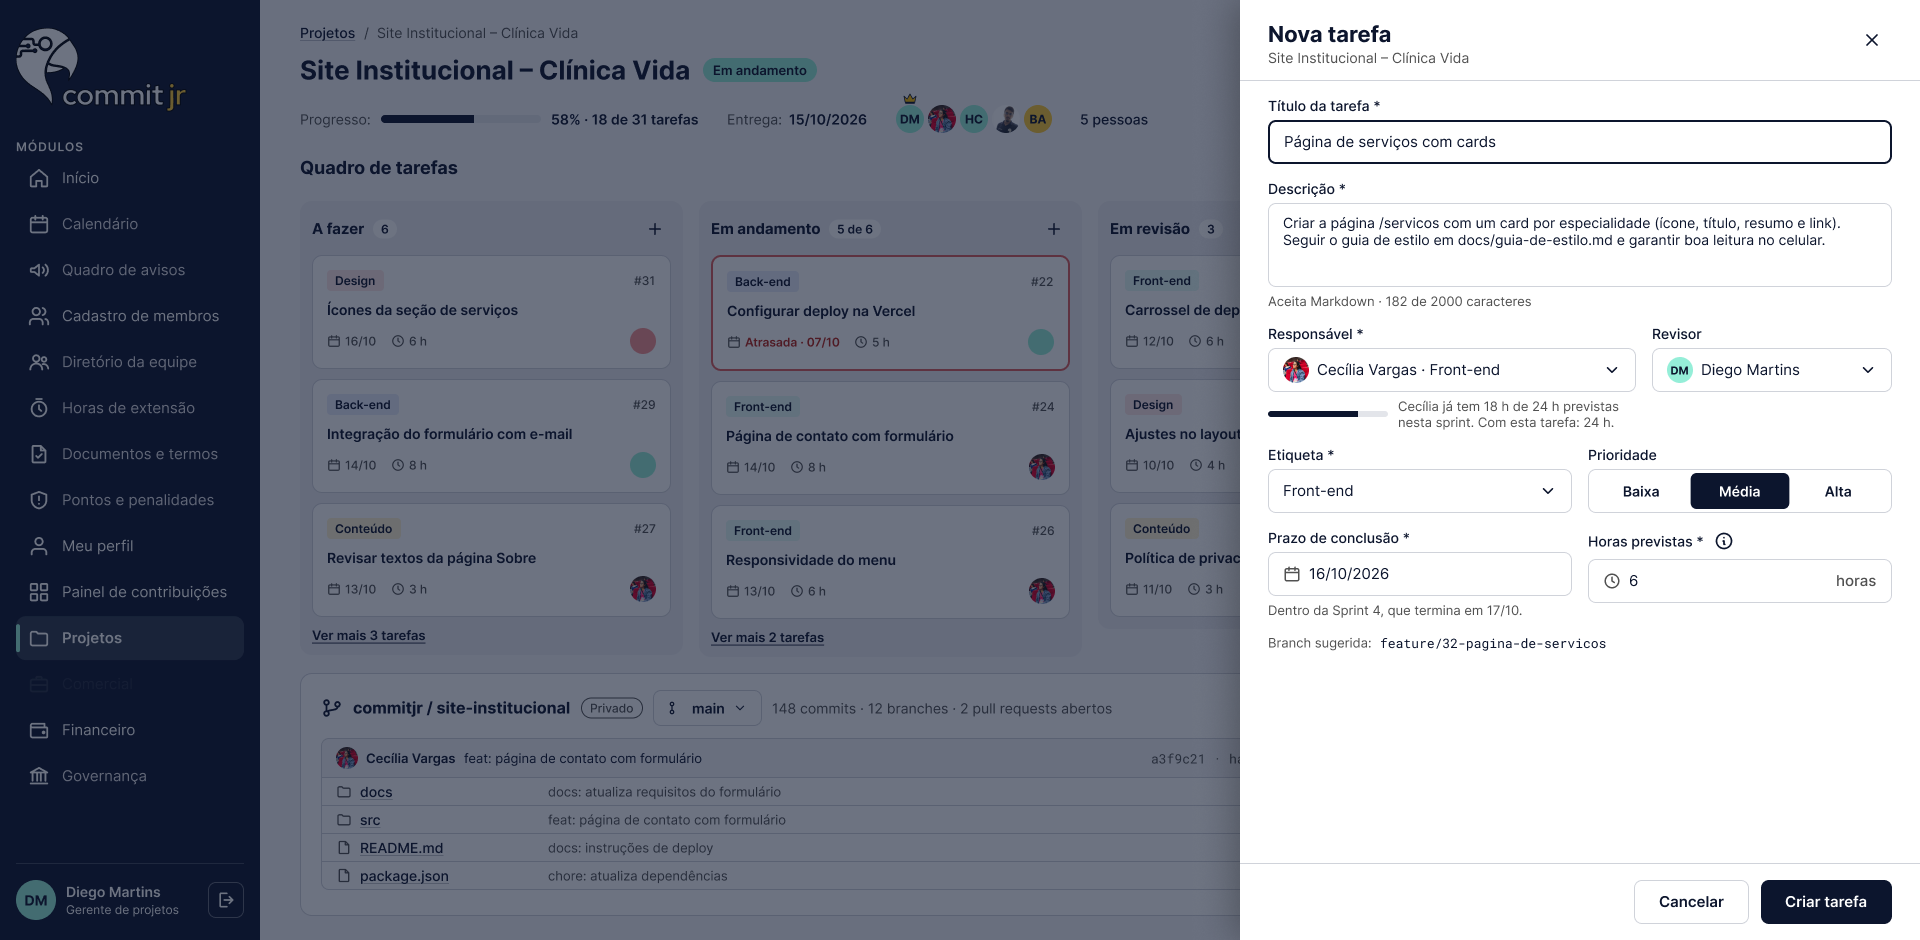 commit jr
MÓDULOS
Início
Calendário
Quadro de avisos
Cadastro de membros
Diretório da equipe
Horas de extensão
Documentos e termos
Pontos e penalidades
Meu perfil
Painel de contribuições
Projetos
Comercial
Financeiro
Governança
DM
Diego Martins
Gerente de projetos
Projetos / Site Institucional – Clínica Vida
Site Institucional – Clínica Vida Em andamento
Progresso: 58% · 18 de 31 tarefas Entrega: 15/10/2026 DM HC BA 5 pessoas
Quadro de tarefas
A fazer 6
Design #31
Ícones da seção de serviços
16/10 6 h
Back-end #29
Integração do formulário com e-mail
14/10 8 h
Conteúdo #27
Revisar textos da página Sobre
13/10 3 h
Ver mais 3 tarefas
Em andamento 5 de 6
Back-end #22
Configurar deploy na Vercel
Atrasada · 07/10 5 h
Front-end #24
Página de contato com formulário
14/10 8 h
Front-end #26
Responsividade do menu
13/10 6 h
Ver mais 2 tarefas
Em revisão 3
Front-end
Carrossel de dep
12/10 6 h
Design
Ajustes no layout
10/10 4 h
Conteúdo
Política de privac
11/10 3 h
commitjr / site-institucional Privado main 148 commits · 12 branches · 2 pull requests abertos
Cecília Vargas feat: página de contato com formulário a3f9c21 · ha
docs docs: atualiza requisitos do formulário
src feat: página de contato com formulário
README.md docs: instruções de deploy
package.json chore: atualiza dependências
Nova tarefa
Site Institucional – Clínica Vida
Título da tarefa *
Página de serviços com cards
Descrição *
Criar a página /servicos com um card por especialidade (ícone, título, resumo e link).
Seguir o guia de estilo em docs/guia-de-estilo.md e garantir boa leitura no celular.
Aceita Markdown · 182 de 2000 caracteres
Responsável * Revisor
Cecília Vargas · Front-end DM Diego Martins
Cecília já tem 18 h de 24 h previstas
nesta sprint. Com esta tarefa: 24 h.
Etiqueta * Prioridade
Front-end Baixa Média Alta
Prazo de conclusão * Horas previstas *
16/10/2026 6 horas
Dentro da Sprint 4, que termina em 17/10.
Branch sugerida: feature/32-pagina-de-servicos
Cancelar Criar tarefa